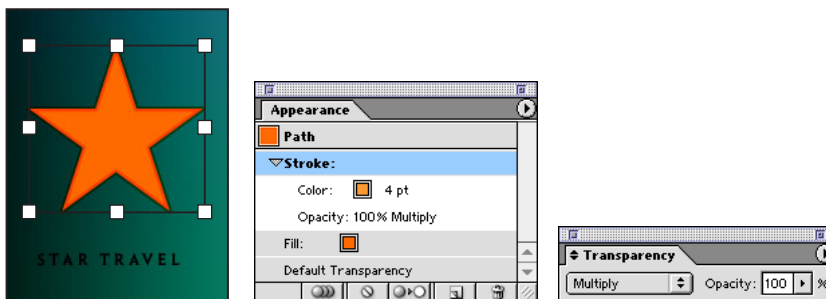 STAR TRAVEL
Appearance
Path
Stroke:
Color: 4 pt
Opacity: 100% Multiply
Fill:
Default Transparency
Transparency
Multiply Opacity: 100 %